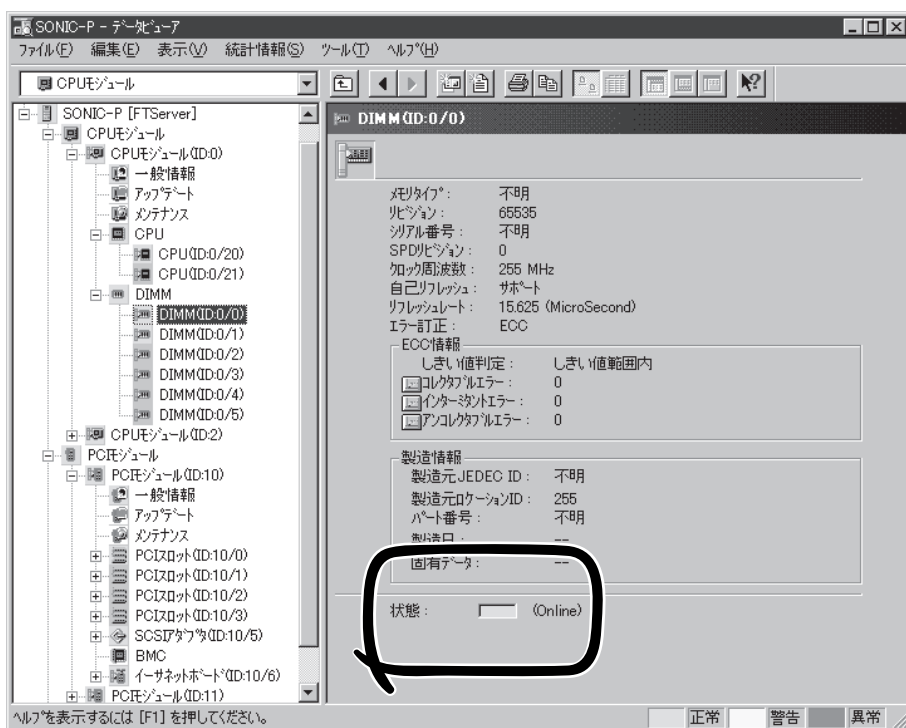 SONIC-P - データビューア
ファイル(F) 編集(E) 表示(V) 統計情報(S) ツール(T) ヘルプ(H)
CPUモジュール
SONIC-P [FTServer]
CPUモジュール
CPUモジュール(ID:0)
一般情報
アップデート
メンテナンス
CPU
CPU(ID:0/20)
CPU(ID:0/21)
DIMM
DIMM(ID:0/0)
DIMM(ID:0/1)
DIMM(ID:0/2)
DIMM(ID:0/3)
DIMM(ID:0/4)
DIMM(ID:0/5)
CPUモジュール(ID:2)
PCIモジュール
PCIモジュール(ID:10)
一般情報
アップデート
メンテナンス
PCIスロット(ID:10/0)
PCIスロット(ID:10/1)
PCIスロット(ID:10/2)
PCIスロット(ID:10/3)
SCSIアダプタ(ID:10/5)
BMC
イーサネットボード(ID:10/6)
PCIモジュール(ID:11)
DIMM(ID:0/0)
メモリタイプ: 不明
リビジョン: 65535
シリアル番号: 不明
SPDリビジョン: 0
クロック周波数: 255 MHz
自己リフレッシュ: サポート
リフレッシュレート: 15.625 (MicroSecond)
エラー訂正: ECC
ECC情報
しきい値判定: しきい値範囲内
コレクタブルエラー: 0
インターミタントエラー: 0
アンコレクタブルエラー: 0
製造情報
製造元JEDEC ID: 不明
製造元ロケーションID: 255
パート番号: 不明
製造日: --
固有データ: --
状態: (Online)
ヘルプを表示するには [F1] を押してください。
正常 警告 異常